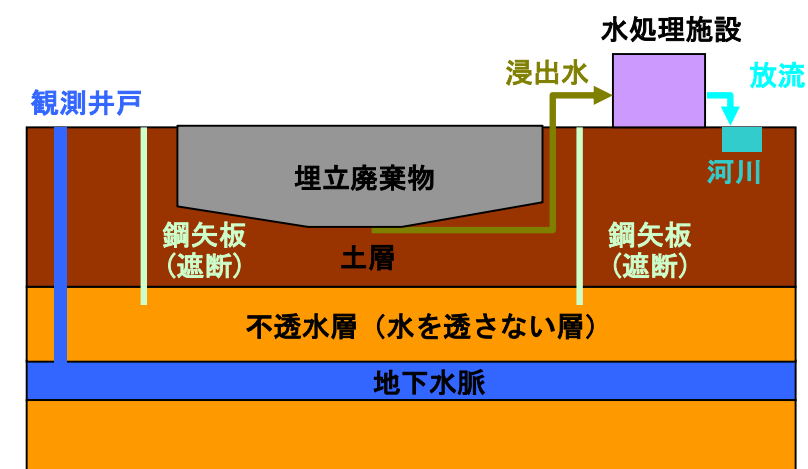 水処理施設
浸出水
放流
観測井戸
埋立廃棄物
河川
鋼矢板
（遮断）
鋼矢板
（遮断）
土層
不透水層（水を透さない層）
地下水脈